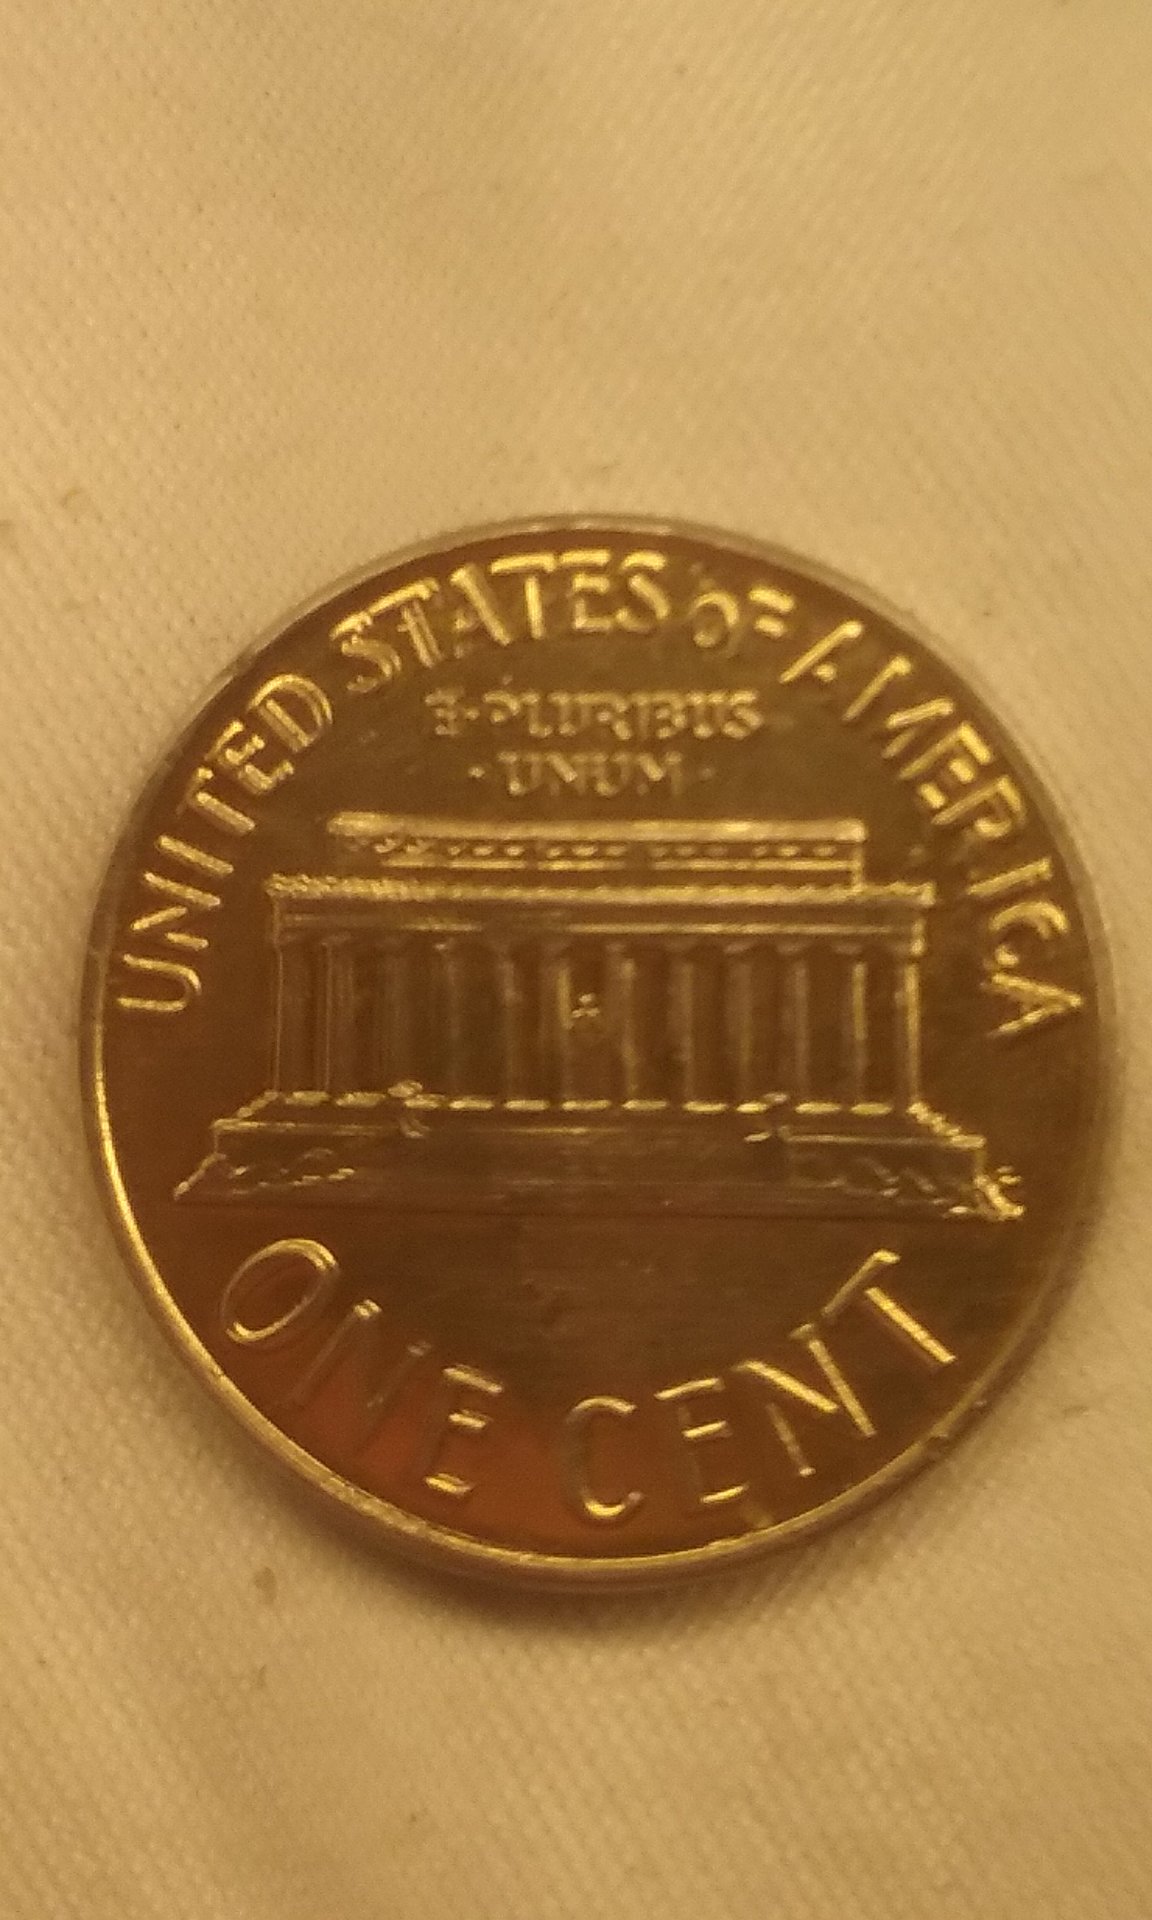 UNITED STATES OF AMERICA
E·PLURIBUS
·UNUM·
ONE CENT